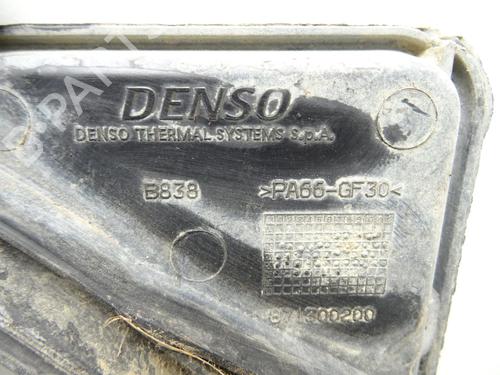 DENSO
DENSO THERMAL SYSTEMS S.p.A.
B838 >PA66-GF30<
871300200